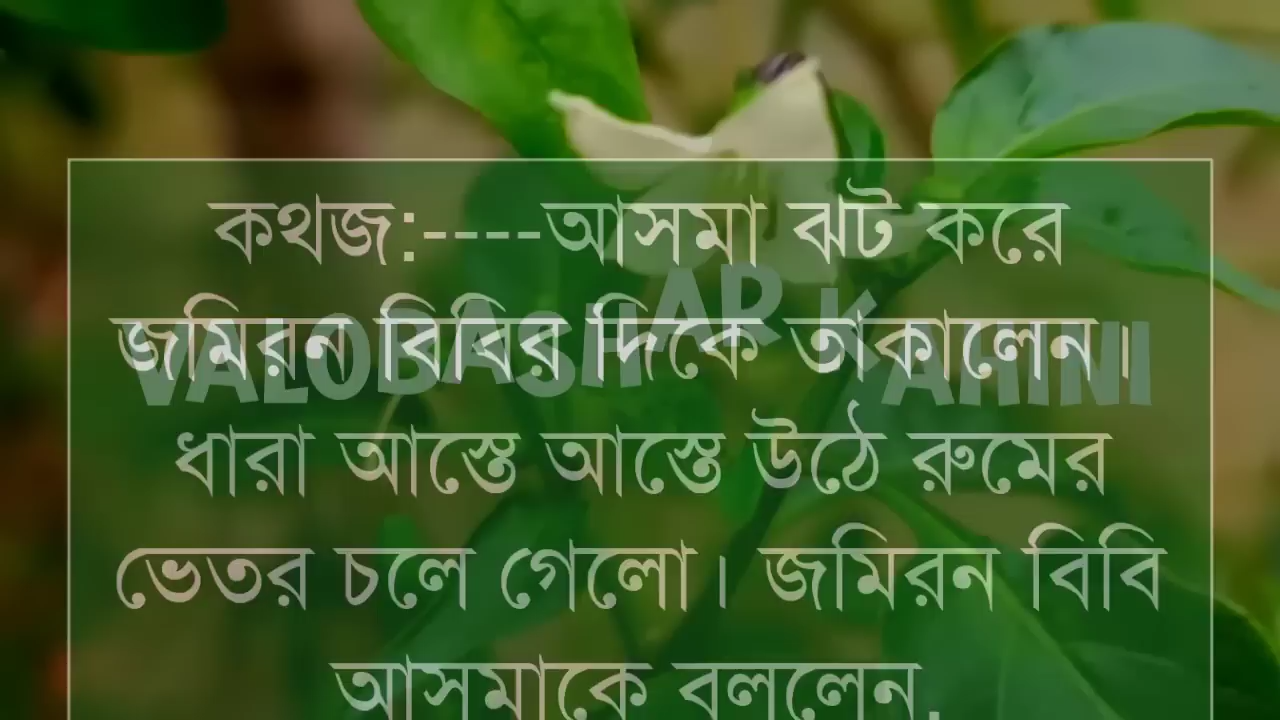 কথজ:----আসমা ঝট করে
জমিরন বিবির দিকে তাকালেন।
VALOBASHAR KAHINI
ধারা আস্তে আস্তে উঠে রুমের
ভেতর চলে গেলো। জমিরন বিবি
আসমাকে বললেন,